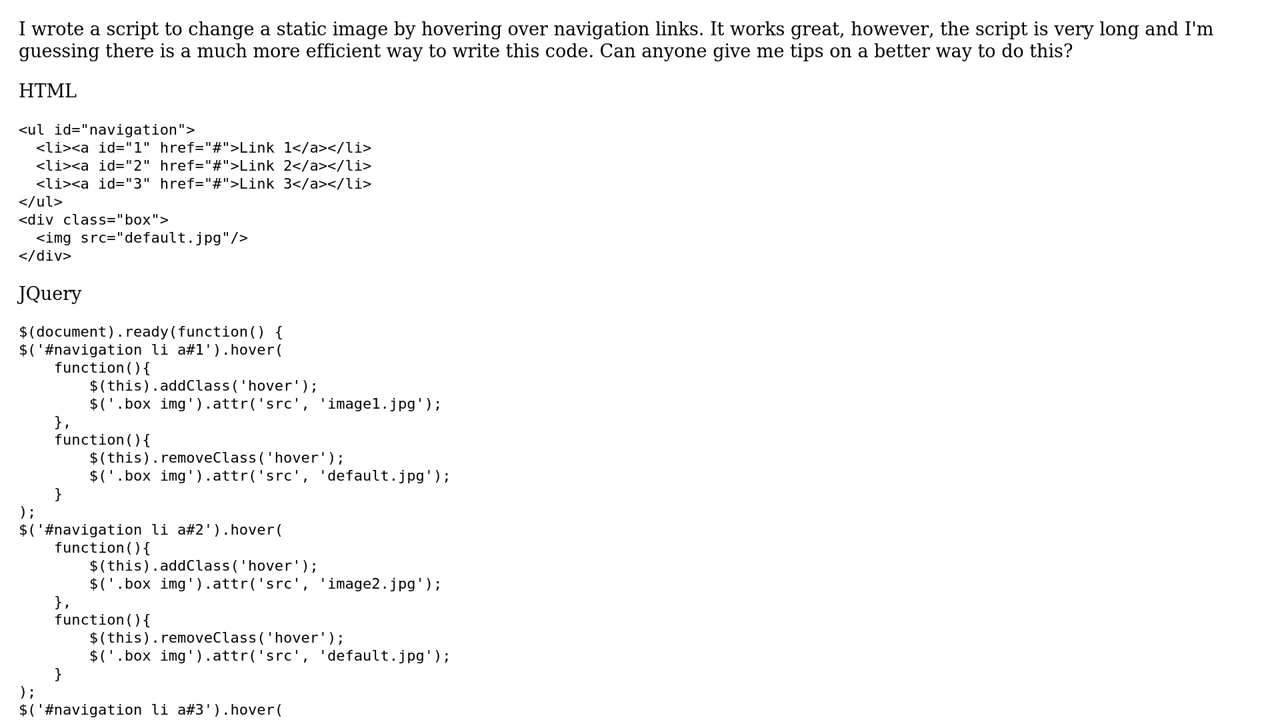 I wrote a script to change a static image by hovering over navigation links. It works great, however, the script is very long and I'm
guessing there is a much more efficient way to write this code. Can anyone give me tips on a better way to do this?
HTML
<ul id="navigation">
  <li><a id="1" href="#">Link 1</a></li>
  <li><a id="2" href="#">Link 2</a></li>
  <li><a id="3" href="#">Link 3</a></li>
</ul>
<div class="box">
  <img src="default.jpg"/>
</div>
JQuery
$(document).ready(function() {
$('#navigation li a#1').hover(
    function(){
        $(this).addClass('hover');
        $('.box img').attr('src', 'image1.jpg');
    },
    function(){
        $(this).removeClass('hover');
        $('.box img').attr('src', 'default.jpg');
    }
);
$('#navigation li a#2').hover(
    function(){
        $(this).addClass('hover');
        $('.box img').attr('src', 'image2.jpg');
    },
    function(){
        $(this).removeClass('hover');
        $('.box img').attr('src', 'default.jpg');
    }
);
$('#navigation li a#3').hover(